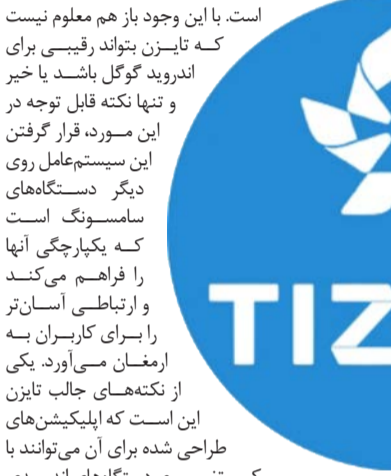 است. با این وجود باز هم معلوم نیست
که تایزن بتواند رقیبی برای
اندروید گوگل باشد یا خیر
و تنها نکته قابل توجه در
این مورد، قرار گرفتن
این سیستم‌عامل روی
دیگر دستگاه‌های
سامسونگ است
که یکپارچگی آنها
را فراهم می‌کند
و ارتباطی آسان‌تر
را برای کاربران به
ارمغان می‌آورد. یکی
از نکته‌های جالب تایزن
این است که اپلیکیشن‌های
طراحی شده برای آن می‌توانند با
TIZ